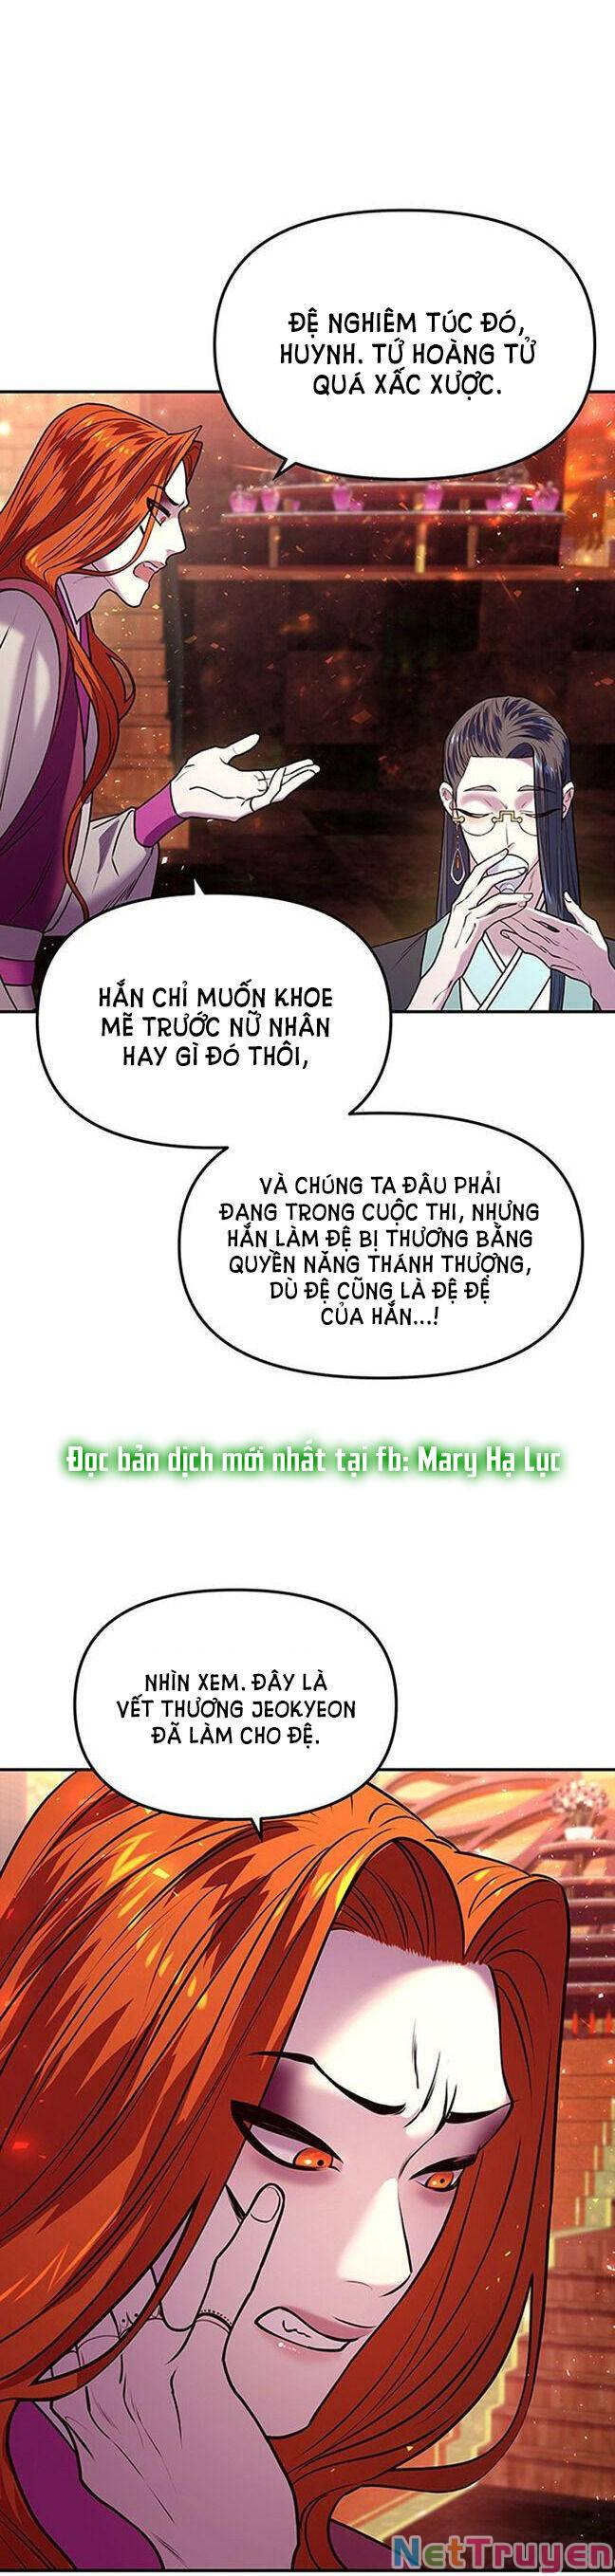 ĐỆ NGHIÊM TÚC ĐÓ,
HUYNH. TỨ HOÀNG TỬ
QUÁ XẤC XƯỢC.
HẮN CHỈ MUỐN KHOE
MẼ TRƯỚC NỮ NHÂN
HAY GÌ ĐÓ THÔI,
VÀ CHÚNG TA ĐÂU PHẢI
ĐANG TRONG CUỘC THI, NHƯNG
HẮN LÀM ĐỆ BỊ THƯƠNG BẰNG
QUYỀN NĂNG THÁNH THƯỢNG,
DÙ ĐỆ CŨNG LÀ ĐỆ ĐỆ
CỦA HẮN...!
Đọc bản dịch mới nhất tại fb: Mary Hạ Lục
NHÌN XEM. ĐÂY LÀ
VẾT THƯƠNG JEOKYEON
ĐÃ LÀM CHO ĐỆ.
NetTruyen